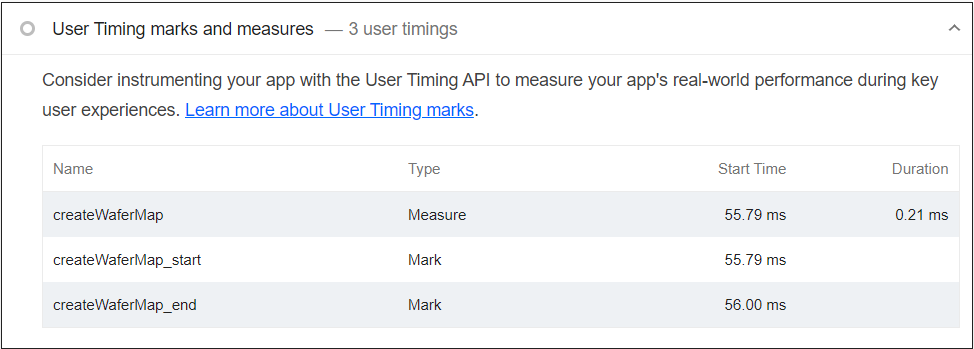 User Timing marks and measures — 3 user timings
Consider instrumenting your app with the User Timing API to measure your app's real-world performance during key
user experiences. Learn more about User Timing marks.
Name Type Start Time Duration
createWaferMap Measure 55.79 ms 0.21 ms
createWaferMap_start Mark 55.79 ms
createWaferMap_end Mark 56.00 ms